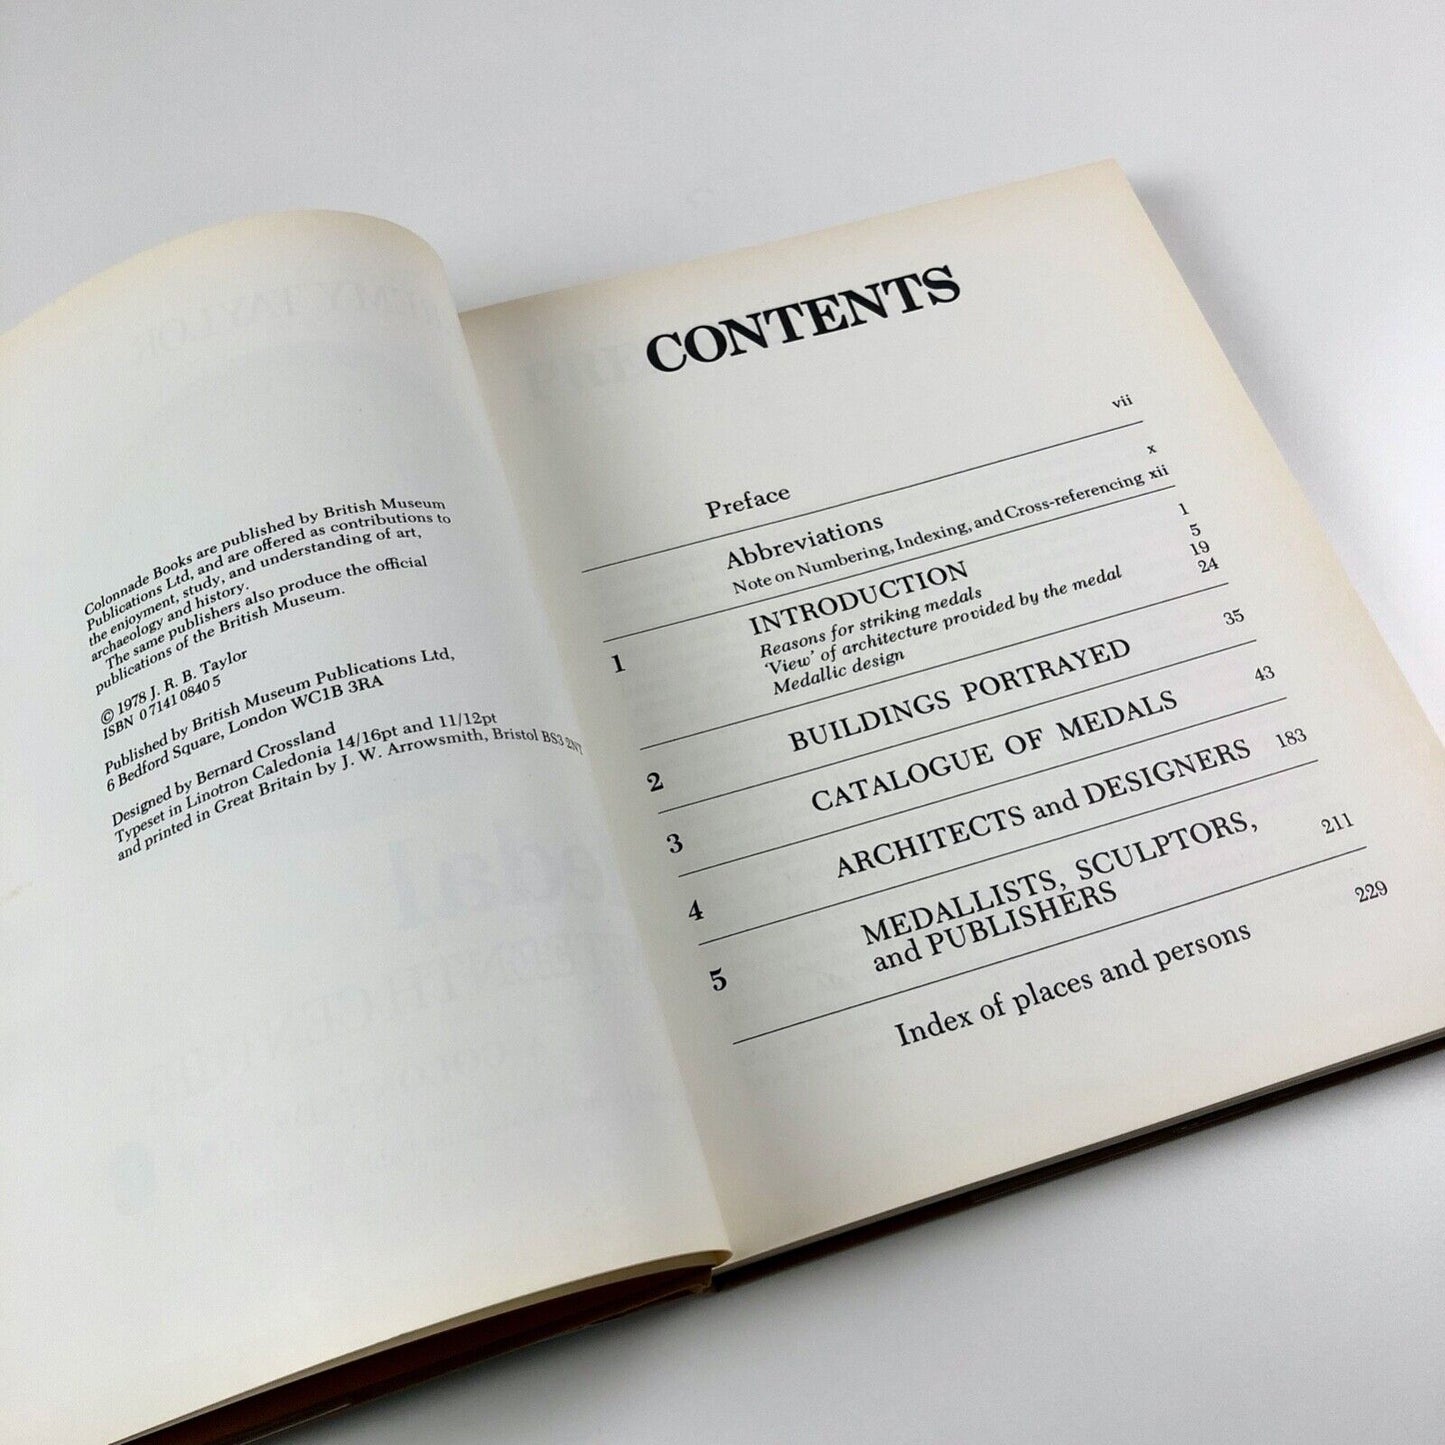 Colonnade Books are published by British Museum
Publications Ltd, and are offered as contributions to
the enjoyment, study, and understanding of art,
archaeology and history.
The same publishers also produce the official
publications of the British Museum.
© 1978 J. R. B. Taylor
ISBN 0 7141 0840 5
Published by British Museum Publications Ltd,
6 Bedford Square, London WC1B 3RA
Designed by Bernard Crossland
Typeset in Linotron Caledonia 14/16pt and 11/12pt
and printed in Great Britain by J. W. Arrowsmith, Bristol BS3 2NT
CONTENTS
Preface vii
Abbreviations x
Note on Numbering, Indexing, and Cross-referencing xii
1 INTRODUCTION 1
Reasons for striking medals 5
‘View’ of architecture provided by the medal 19
Medallic design 24
2 BUILDINGS PORTRAYED 35
3 CATALOGUE OF MEDALS 43
4 ARCHITECTS and DESIGNERS 183
5 MEDALLISTS, SCULPTORS,
and PUBLISHERS 211
Index of places and persons 229